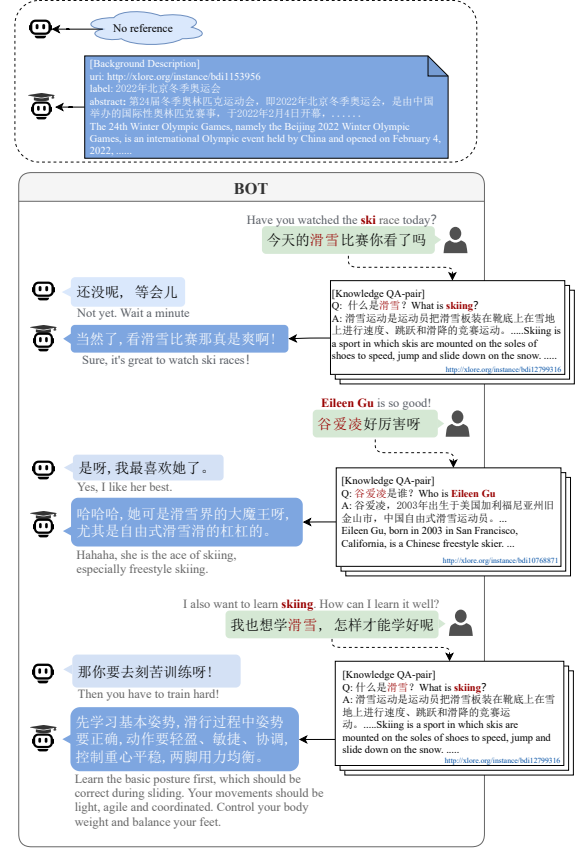 No reference
[Background Description]
uri: http://xlore.org/instance/bdi1153956
label: 2022年北京冬季奥运会
abstract: 第24届冬季奥林匹克运动会，即2022年北京冬季奥运会，是由中国
举办的国际性奥林匹克赛事，于2022年2月4日开幕，......
The 24th Winter Olympic Games, namely the Beijing 2022 Winter Olympic
Games, is an international Olympic event held by China and opened on February 4,
2022, ......
BOT
Have you watched the ski race today?
今天的滑雪比赛你看了吗
还没呢，等会儿
Not yet. Wait a minute
当然了,看滑雪比赛那真是爽啊！
Sure, it's great to watch ski races!
[Knowledge QA-pair]
Q: 什么是滑雪？What is skiing?
A: 滑雪运动是运动员把滑雪板装在靴底上在雪地
上进行速度、跳跃和滑降的竞赛运动。.....Skiing is
a sport in which skis are mounted on the soles of
shoes to speed, jump and slide down on the snow. .....
http://xlore.org/instance/bdi12799316
Eileen Gu is so good!
谷爱凌好厉害呀
是呀,我最喜欢她了。
Yes, I like her best.
哈哈哈,她可是滑雪界的大魔王呀,
尤其是自由式滑雪滑的杠杠的。
Hahaha, she is the ace of skiing,
especially freestyle skiing.
[Knowledge QA-pair]
Q: 谷爱凌是谁？Who is Eileen Gu
A: 谷爱凌，2003年出生于美国加利福尼亚州旧
金山市，中国自由式滑雪运动员。...
Eileen Gu, born in 2003 in San Francisco,
California, is a Chinese freestyle skier. ...
http://xlore.org/instance/bdi10768871
I also want to learn skiing. How can I learn it well?
我也想学滑雪，怎样才能学好呢
那你要去刻苦训练呀!
Then you have to train hard!
先学习基本姿势,滑行过程中姿势
要正确,动作要轻盈、敏捷、协调,
控制重心平稳,两脚用力均衡。
Learn the basic posture first, which should be
correct during sliding. Your movements should be
light, agile and coordinated. Control your body
weight and balance your feet.
[Knowledge QA-pair]
Q: 什么是滑雪？What is skiing?
A: 滑雪运动是运动员把滑雪板装在靴底上在雪
地上进行速度、跳跃和滑降的竞赛运
动。.....Skiing is a sport in which skis are
mounted on the soles of shoes to speed, jump and
slide down on the snow. .....
http://xlore.org/instance/bdi12799316